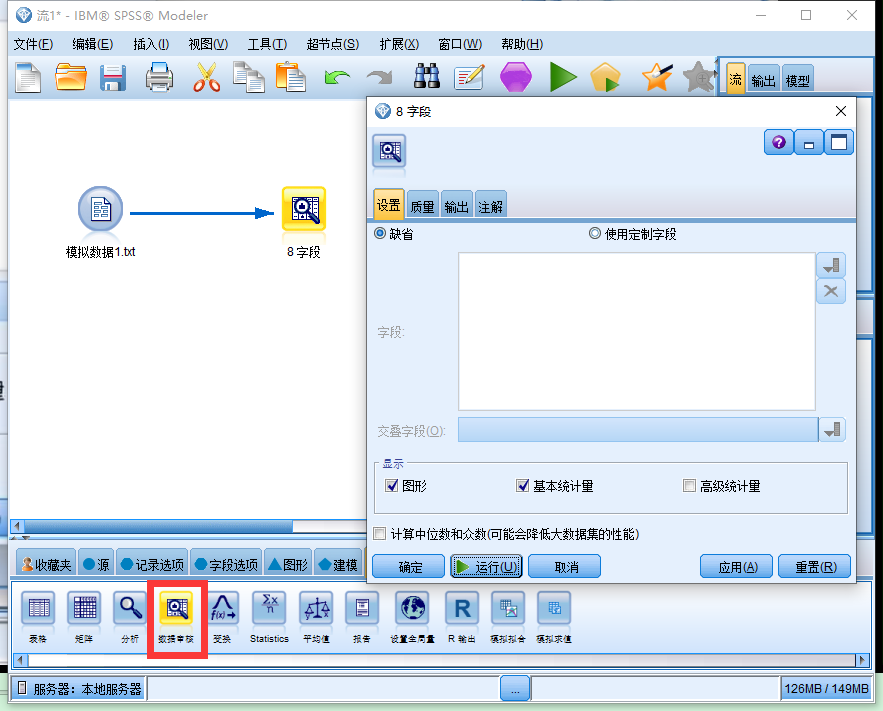 流1* - IBM® SPSS® Modeler
文件(F) 编辑(E) 插入(I) 视图(V) 工具(T) 超节点(S) 扩展(X) 窗口(W) 帮助(H)
流 输出 模型
8 字段
设置 质量 输出 注解
缺省 使用定制字段
字段:
交叠字段(O):
显示
图形 基本统计量 高级统计量
计算中位数和众数(可能会降低大数据集的性能)
确定 运行(U) 取消 应用(A) 重置(R)
模拟数据1.txt 8 字段
收藏夹 源 记录选项 字段选项 图形 建模
表格 矩阵 分析 数据审核 变换 Statistics 平均值 报告 设置全局量 R 输出 模拟拟合 模拟求值
服务器：本地服务器 ... 126MB / 149MB